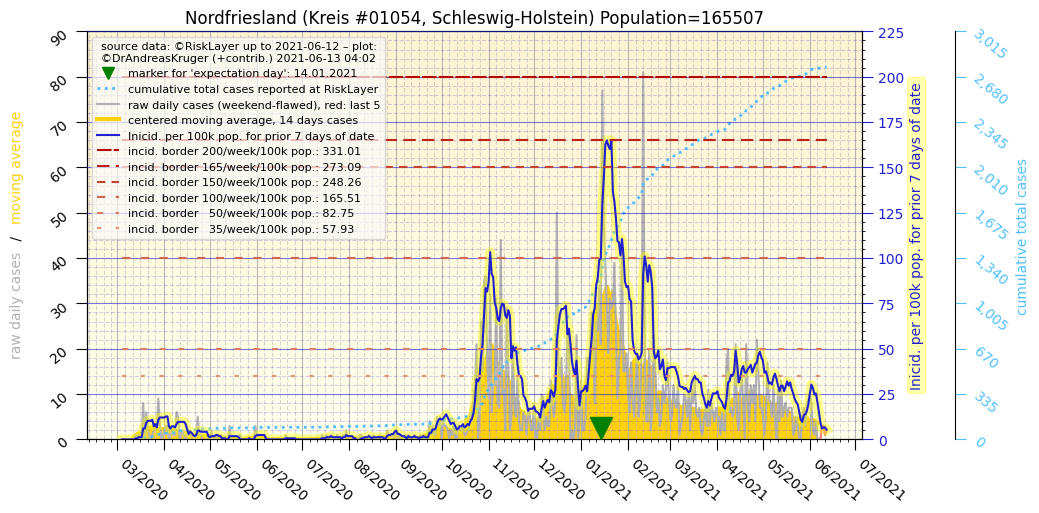 Nordfriesland (Kreis #01054, Schleswig-Holstein) Population=165507
source data: ©RiskLayer up to 2021-06-12 – plot:
©DrAndreasKruger (+contrib.) 2021-06-13 04:02
marker for 'expectation day': 14.01.2021
cumulative total cases reported at RiskLayer
raw daily cases (weekend-flawed), red: last 5
centered moving average, 14 days cases
Inicid. per 100k pop. for prior 7 days of date
incid. border 200/week/100k pop.: 331.01
incid. border 165/week/100k pop.: 273.09
incid. border 150/week/100k pop.: 248.26
incid. border 100/week/100k pop.: 165.51
incid. border 50/week/100k pop.: 82.75
incid. border 35/week/100k pop.: 57.93
raw daily cases / moving average
90
80
70
60
50
40
30
20
10
0
225
200
175
150
125
100
75
50
25
0
Inicid. per 100k pop. for prior 7 days of date
3,015
2,680
2,345
2,010
1,675
1,340
1,005
670
335
0
cumulative total cases
03/2020
04/2020
05/2020
06/2020
07/2020
08/2020
09/2020
10/2020
11/2020
12/2020
01/2021
02/2021
03/2021
04/2021
05/2021
06/2021
07/2021